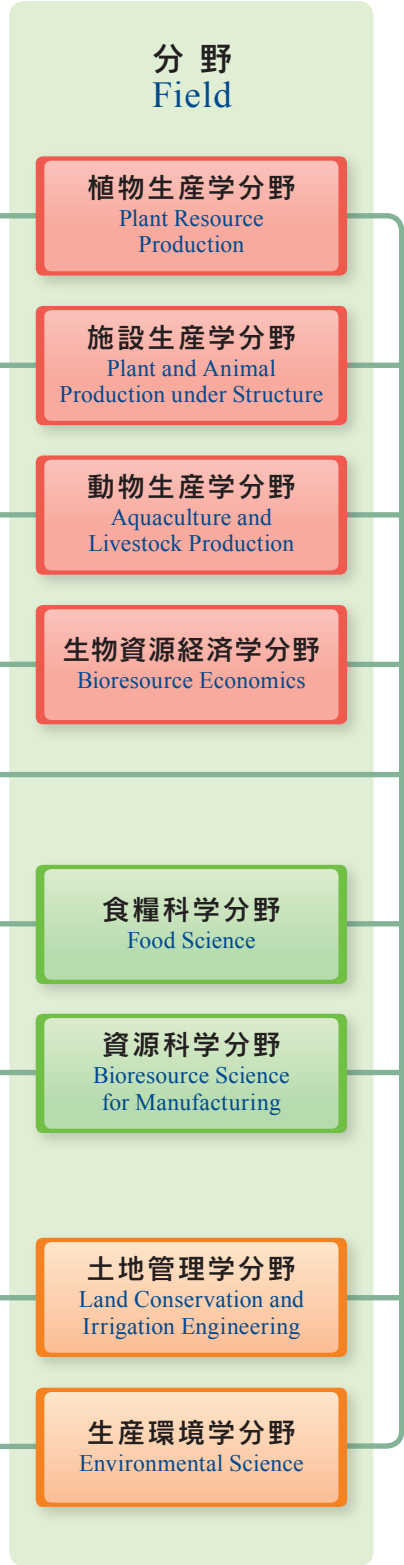 分 野
Field
植物生産学分野
Plant Resource
Production
施設生産学分野
Plant and Animal
Production under Structure
動物生産学分野
Aquaculture and
Livestock Production
生物資源経済学分野
Bioresource Economics
食糧科学分野
Food Science
資源科学分野
Bioresource Science
for Manufacturing
土地管理学分野
Land Conservation and
Irrigation Engineering
生産環境学分野
Environmental Science